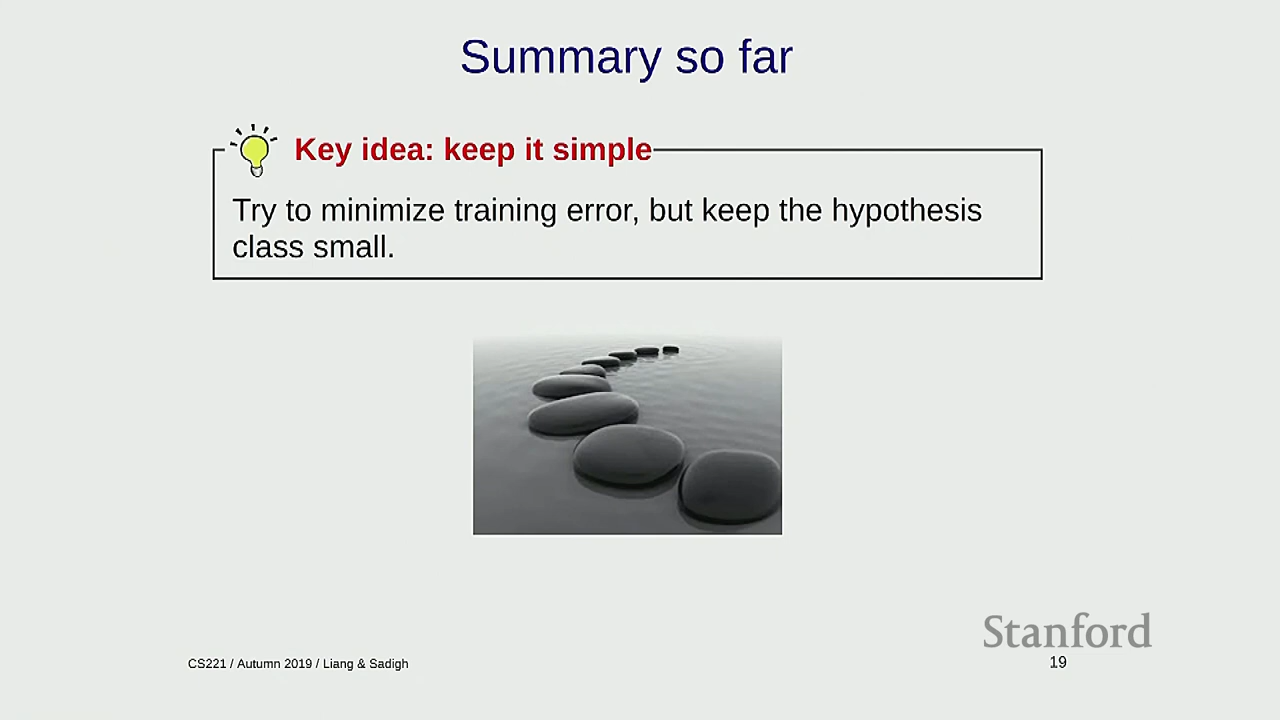 Summary so far
Key idea: keep it simple
Try to minimize training error, but keep the hypothesis
class small.
Stanford
CS221 / Autumn 2019 / Liang & Sadigh
19